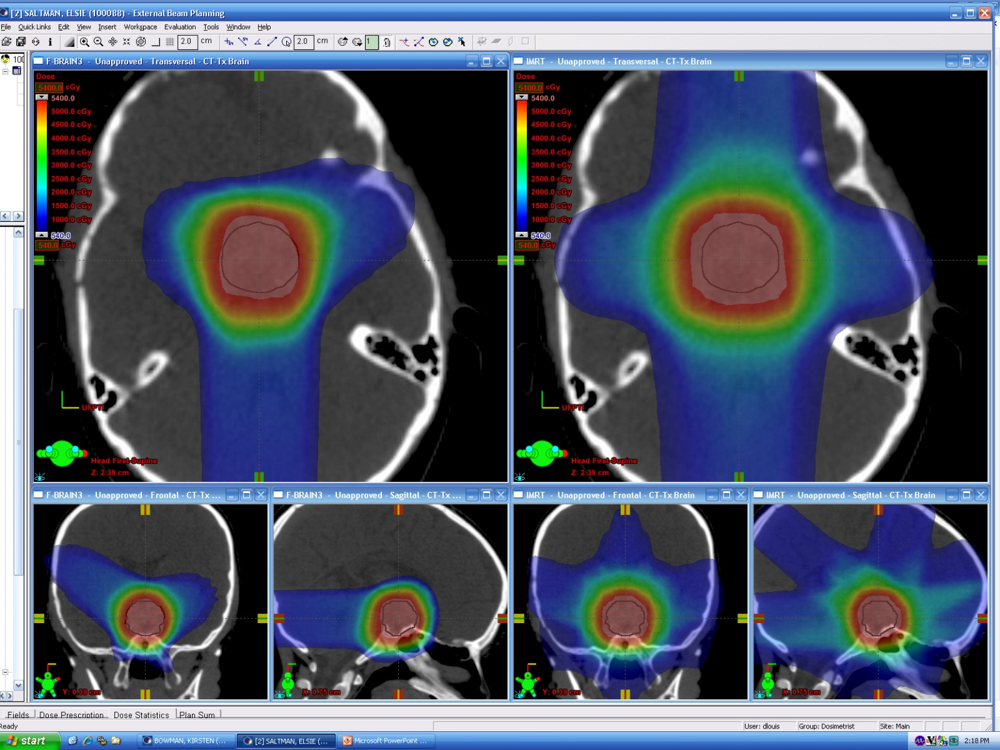 [2] SALTMAN, ELSIE (100088) - External Beam Planning
File Quick Links Edit View Insert Workspace Evaluation Tools Window Help
2.0 cm 2.0 cm 1
F-BRAIN3 - Unapproved - Transversal - CT-Tx Brain
Dose
5400.0 cGy
5400.0
5000.0 cGy
4500.0 cGy
4000.0 cGy
3500.0 cGy
3000.0 cGy
2500.0 cGy
2000.0 cGy
1500.0 cGy
1000.0 cGy
540.0
540.0 cGy
UFPTI
Head First-Supine
Z: 2.39 cm
IMRT - Unapproved - Transversal - CT-Tx Brain
Dose
5400.0 cGy
5400.0
5000.0 cGy
4500.0 cGy
4000.0 cGy
3500.0 cGy
3000.0 cGy
2500.0 cGy
2000.0 cGy
1500.0 cGy
1000.0 cGy
540.0
540.0 cGy
UFPTI
Head First-Supine
Z: 2.39 cm
F-BRAIN3 - Unapproved - Frontal - CT-Tx ...
Y: 0.39 cm
F-BRAIN3 - Unapproved - Sagittal - CT-Tx ...
X: 0.75 cm
IMRT - Unapproved - Frontal - CT-Tx Brain
Y: 0.39 cm
IMRT - Unapproved - Sagittal - CT-Tx Brain
X: 0.75 cm
Fields Dose Prescription Dose Statistics Plan Sum
Ready User: dlouis Group: Dosimetrist Site: Main
start BOWMAN, KIRSTEN (... [2] SALTMAN, ELSIE (... Microsoft PowerPoint ... 2:18 PM